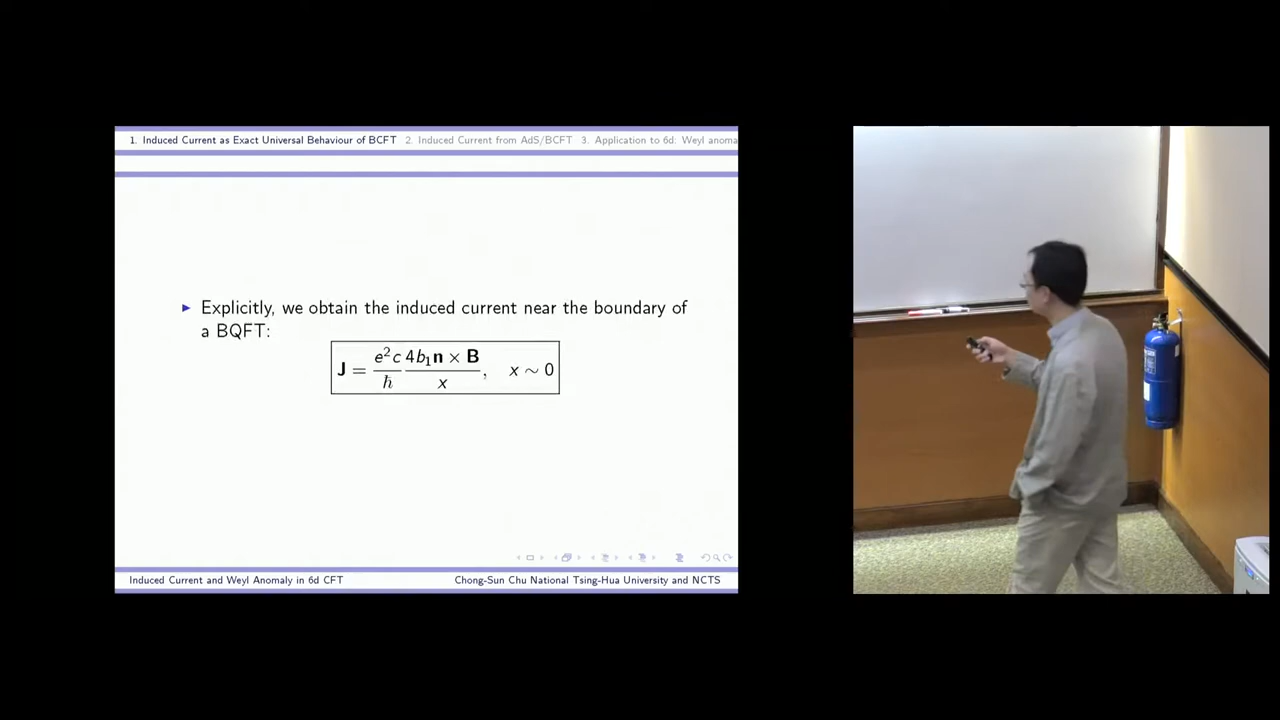 1. Induced Current as Exact Universal Behaviour of BCFT 2. Induced Current from AdS/BCFT 3. Application to 6d: Weyl anoma
▶ Explicitly, we obtain the induced current near the boundary of
a BQFT:
J = e²c/ħ 4b₁n × B/x, x ∼ 0
Induced Current and Weyl Anomaly in 6d CFT Chong-Sun Chu National Tsing-Hua University and NCTS